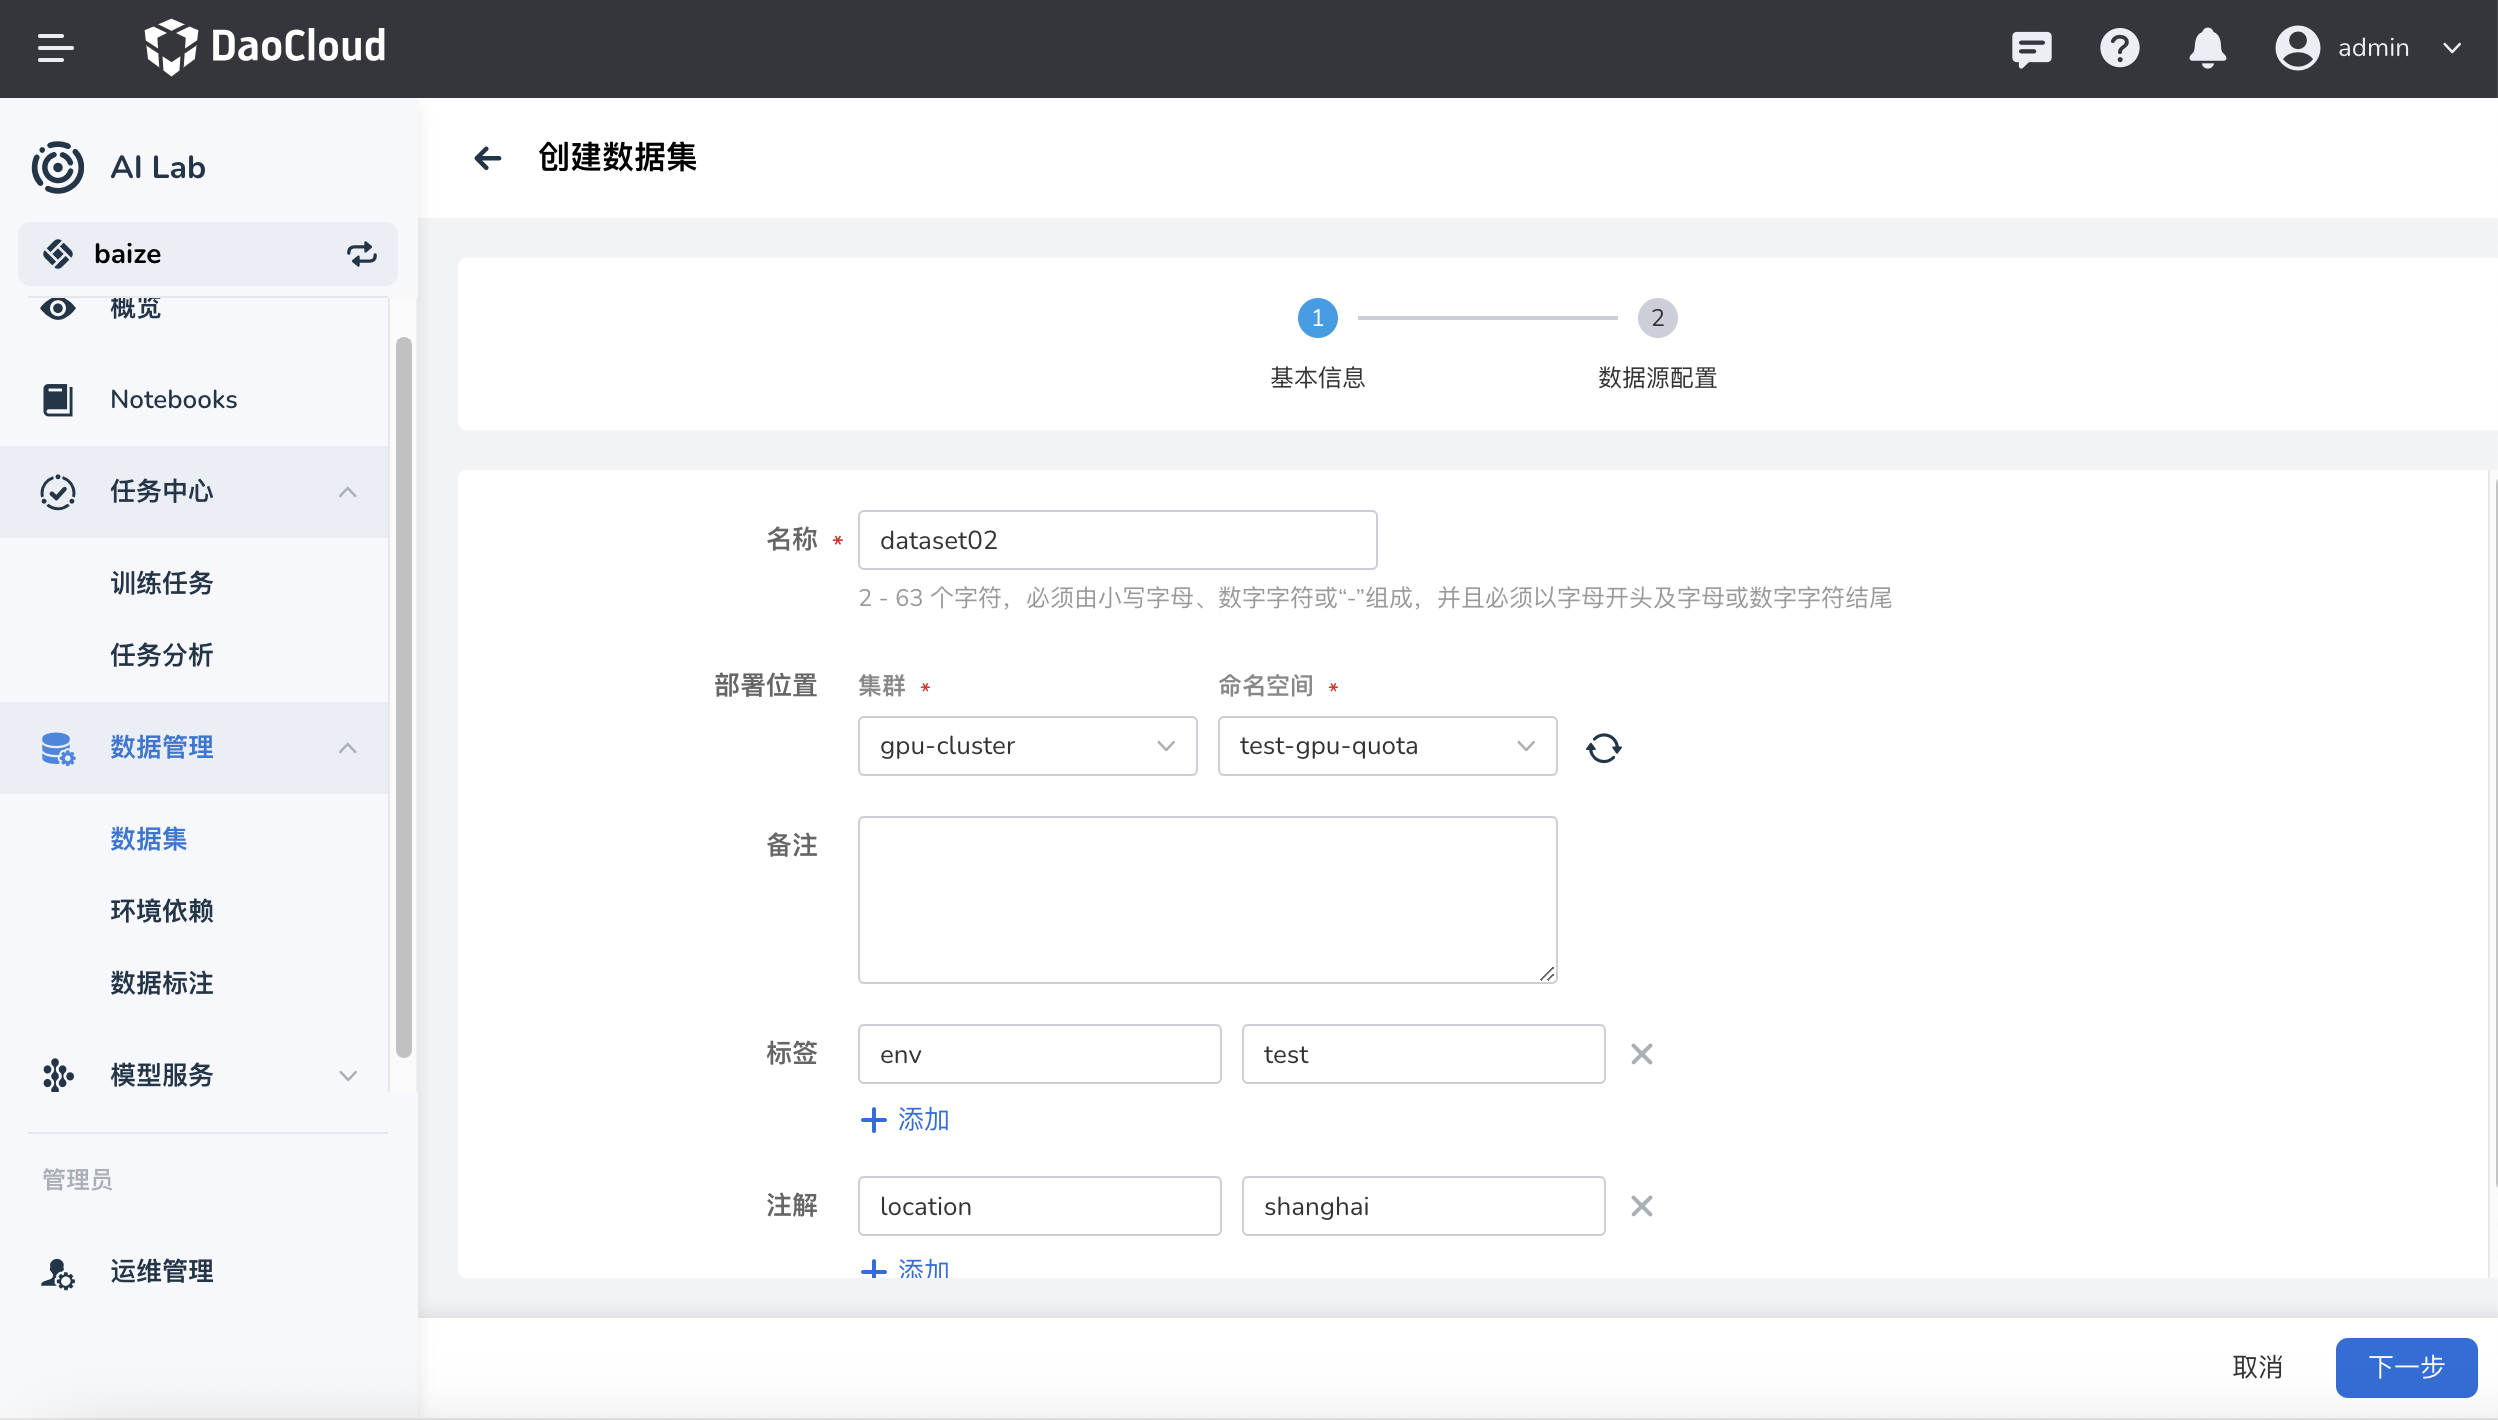 DaoCloud
admin
AI Lab
baize
概览
Notebooks
任务中心
训练任务
任务分析
数据管理
数据集
环境依赖
数据标注
模型服务
管理员
运维管理
创建数据集
1
2
基本信息
数据源配置
名称 * dataset02
2 - 63 个字符，必须由小写字母、数字字符或“-”组成，并且必须以字母开头及字母或数字字符结尾
部署位置 集群 * 命名空间 *
gpu-cluster test-gpu-quota
备注
标签 env test
添加
注解 location shanghai
添加
取消 下一步